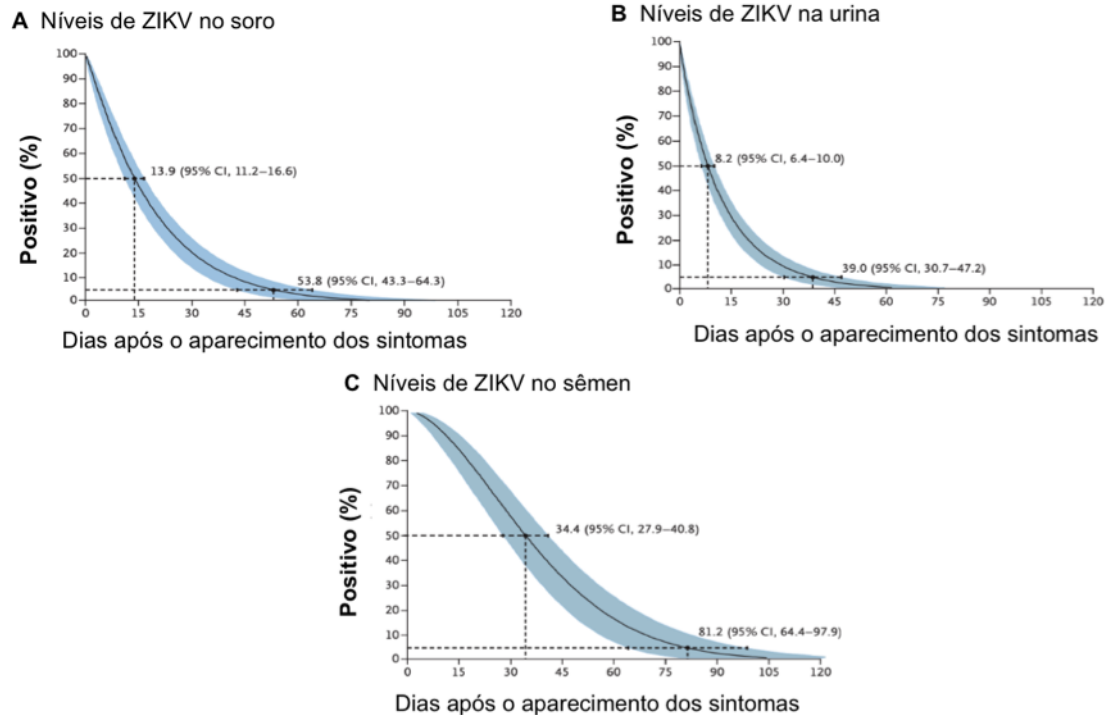 A Níveis de ZIKV no soro
Positivo (%)
100
90
80
70
60
50
40
30
20
10
0
13.9 (95% CI, 11.2–16.6)
53.8 (95% CI, 43.3–64.3)
0 15 30 45 60 75 90 105 120
Dias após o aparecimento dos sintomas
B Níveis de ZIKV na urina
Positivo (%)
100
90
80
70
60
50
40
30
20
10
0
8.2 (95% CI, 6.4–10.0)
39.0 (95% CI, 30.7–47.2)
0 15 30 45 60 75 90 105 120
Dias após o aparecimento dos sintomas
C Níveis de ZIKV no sêmen
Positivo (%)
100
90
80
70
60
50
40
30
20
10
0
34.4 (95% CI, 27.9–40.8)
81.2 (95% CI, 64.4–97.9)
0 15 30 45 60 75 90 105 120
Dias após o aparecimento dos sintomas